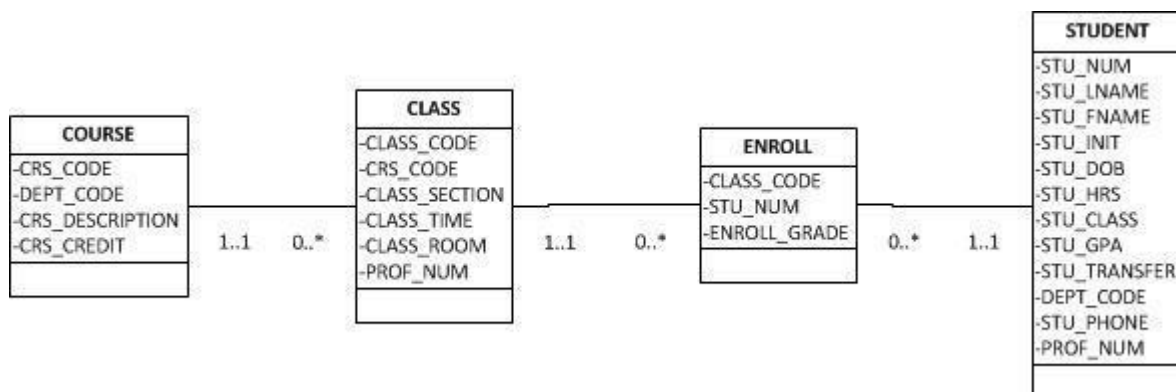 COURSE
-CRS_CODE
-DEPT_CODE
-CRS_DESCRIPTION
-CRS_CREDIT
1..1
0..*
CLASS
-CLASS_CODE
-CRS_CODE
-CLASS_SECTION
-CLASS_TIME
-CLASS_ROOM
-PROF_NUM
1..1
0..*
ENROLL
-CLASS_CODE
-STU_NUM
-ENROLL_GRADE
0..*
1..1
STUDENT
-STU_NUM
-STU_LNAME
-STU_FNAME
-STU_INIT
-STU_DOB
-STU_HRS
-STU_CLASS
-STU_GPA
-STU_TRANSFER
-DEPT_CODE
-STU_PHONE
-PROF_NUM